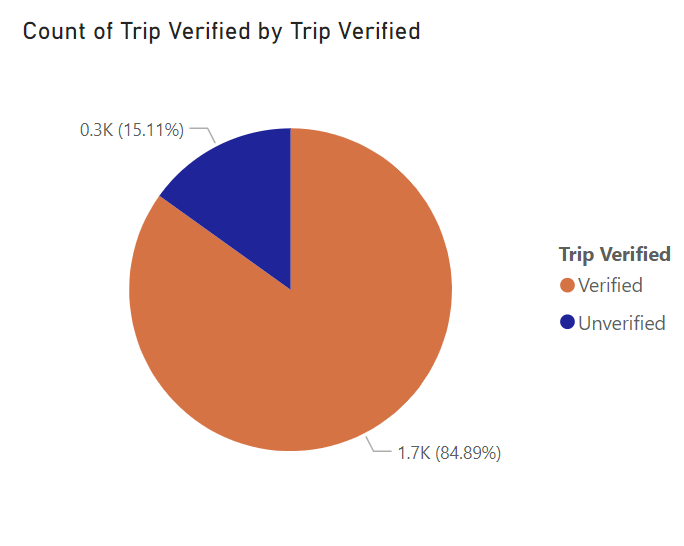 Count of Trip Verified by Trip Verified
0.3K (15.11%)
Trip Verified
Verified
Unverified
1.7K (84.89%)